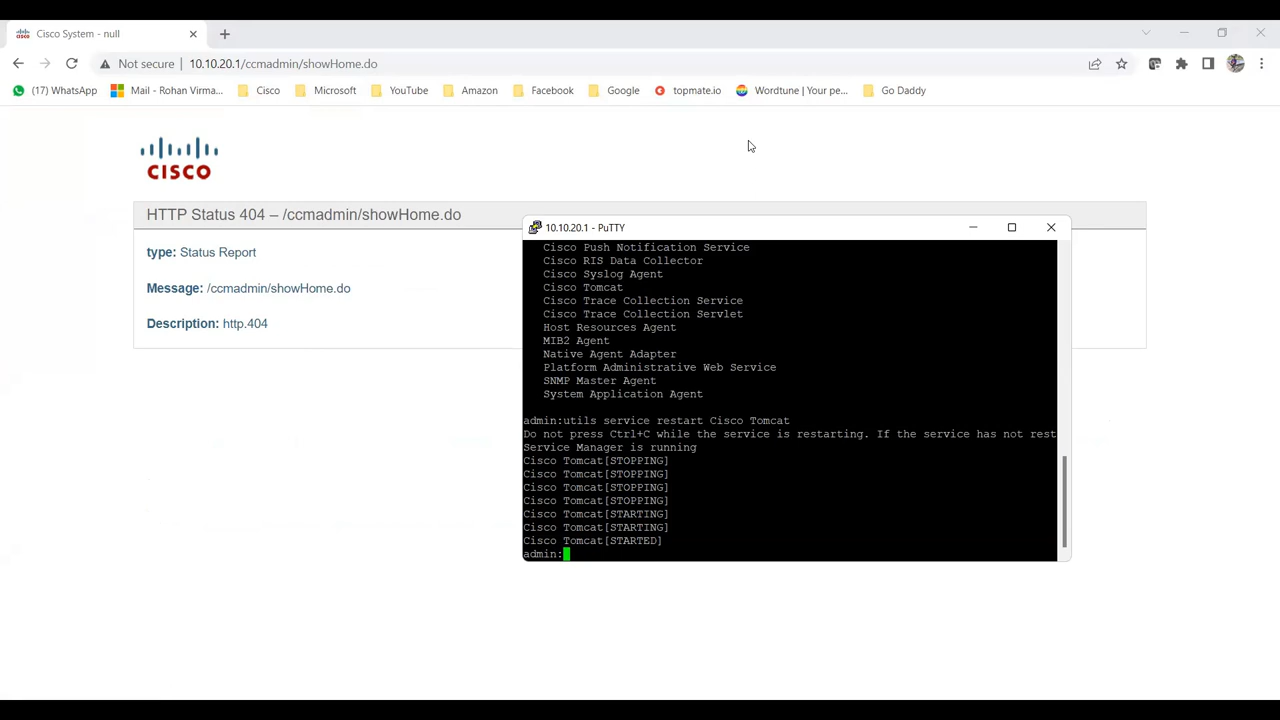 Cisco System - null
Not secure
10.10.20.1/ccmadmin/showHome.do
(17) WhatsApp
Mail - Rohan Virma...
Cisco
Microsoft
YouTube
Amazon
Facebook
Google
topmate.io
Wordtune | Your pe...
Go Daddy
CISCO
HTTP Status 404 – /ccmadmin/showHome.do
type: Status Report
Message: /ccmadmin/showHome.do
Description: http.404
10.10.20.1 - PuTTY
Cisco Push Notification Service
Cisco RIS Data Collector
Cisco Syslog Agent
Cisco Tomcat
Cisco Trace Collection Service
Cisco Trace Collection Servlet
Host Resources Agent
MIB2 Agent
Native Agent Adapter
Platform Administrative Web Service
SNMP Master Agent
System Application Agent
admin:utils service restart Cisco Tomcat
Do not press Ctrl+C while the service is restarting. If the service has not rest
Service Manager is running
Cisco Tomcat[STOPPING]
Cisco Tomcat[STOPPING]
Cisco Tomcat[STOPPING]
Cisco Tomcat[STOPPING]
Cisco Tomcat[STARTING]
Cisco Tomcat[STARTING]
Cisco Tomcat[STARTED]
admin: